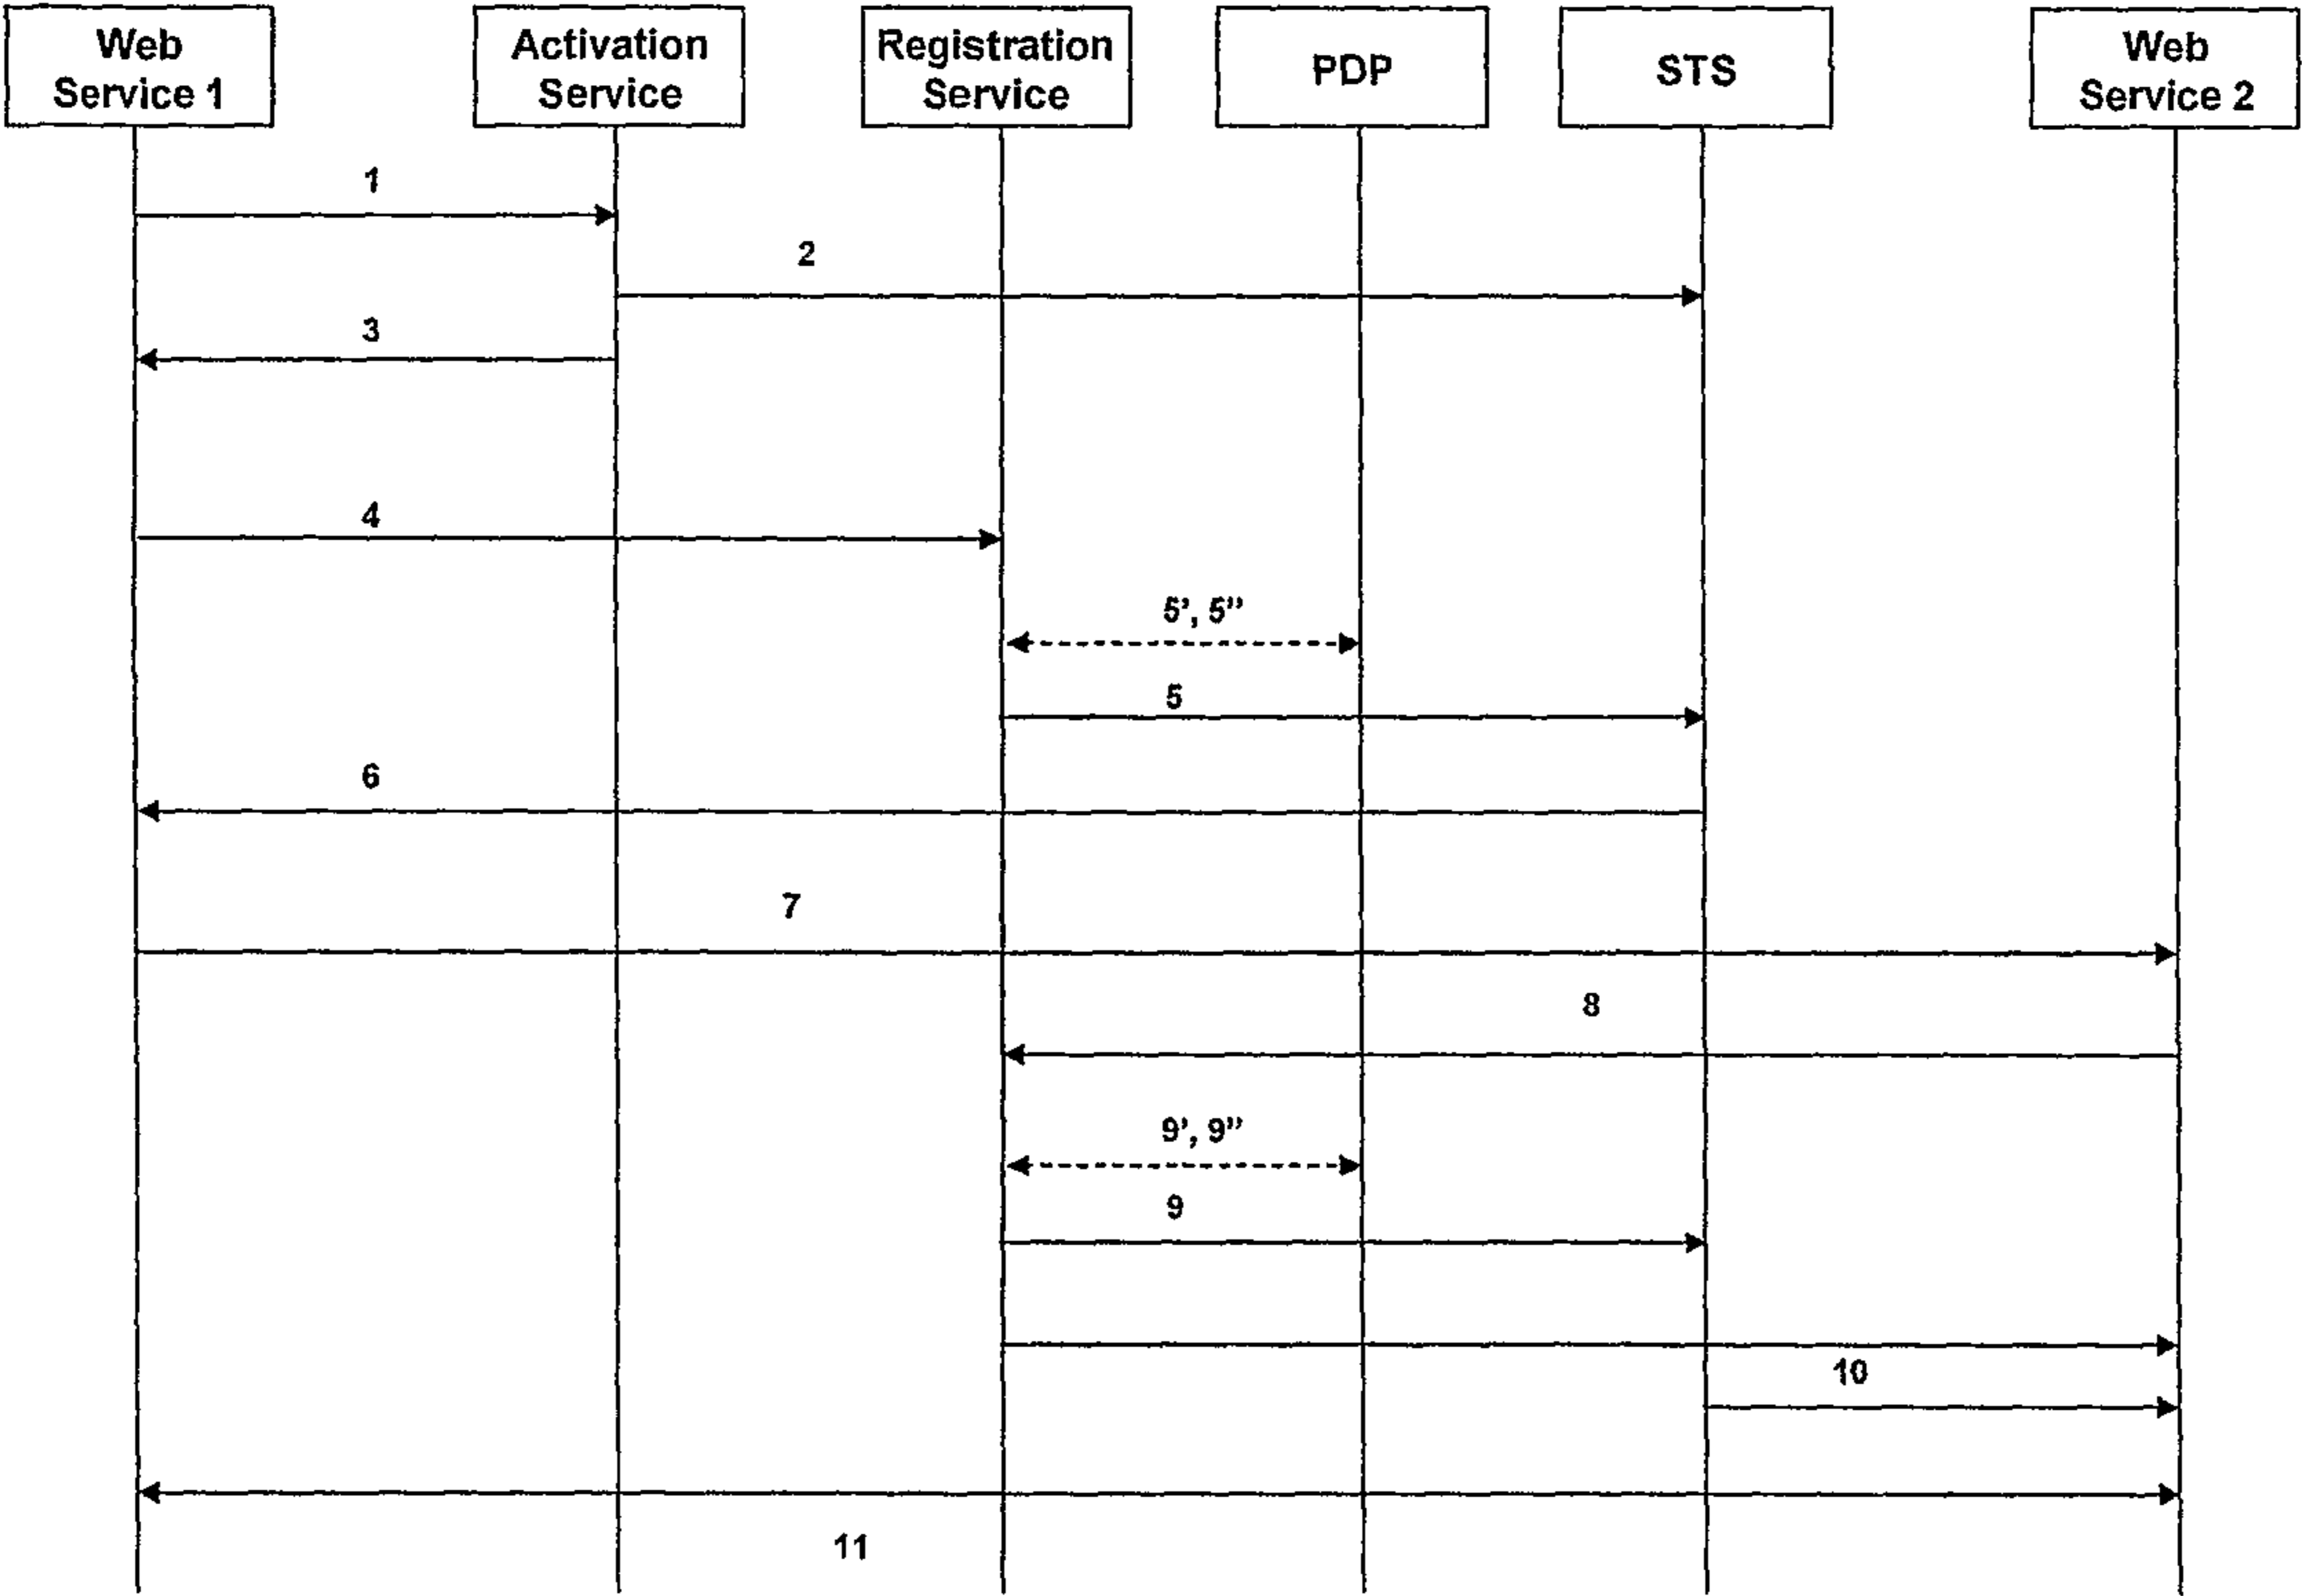 Web
Service 1
Activation
Service
Registration
Service
PDP
STS
Web
Service 2
1
2
3
4
5', 5''
5
6
7
8
9', 9''
9
10
11